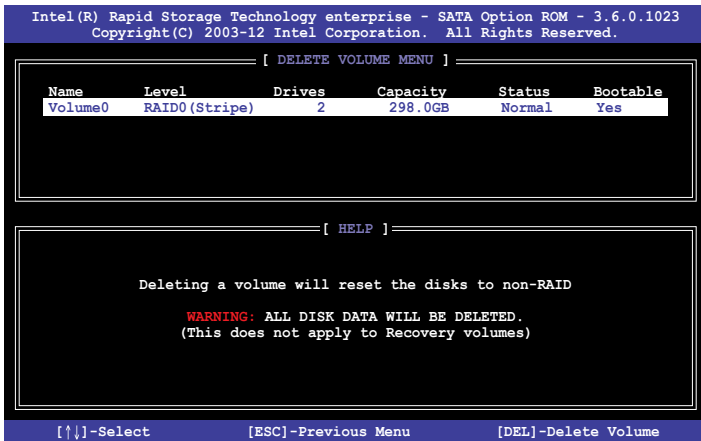 Intel(R) Rapid Storage Technology enterprise - SATA Option ROM - 3.6.0.1023
Copyright(C) 2003-12 Intel Corporation. All Rights Reserved.
[ DELETE VOLUME MENU ]
Name Level Drives Capacity Status Bootable
Volume0 RAID0(Stripe) 2 298.0GB Normal Yes
[ HELP ]
Deleting a volume will reset the disks to non-RAID
WARNING: ALL DISK DATA WILL BE DELETED.
(This does not apply to Recovery volumes)
[↑↓]-Select [ESC]-Previous Menu [DEL]-Delete Volume